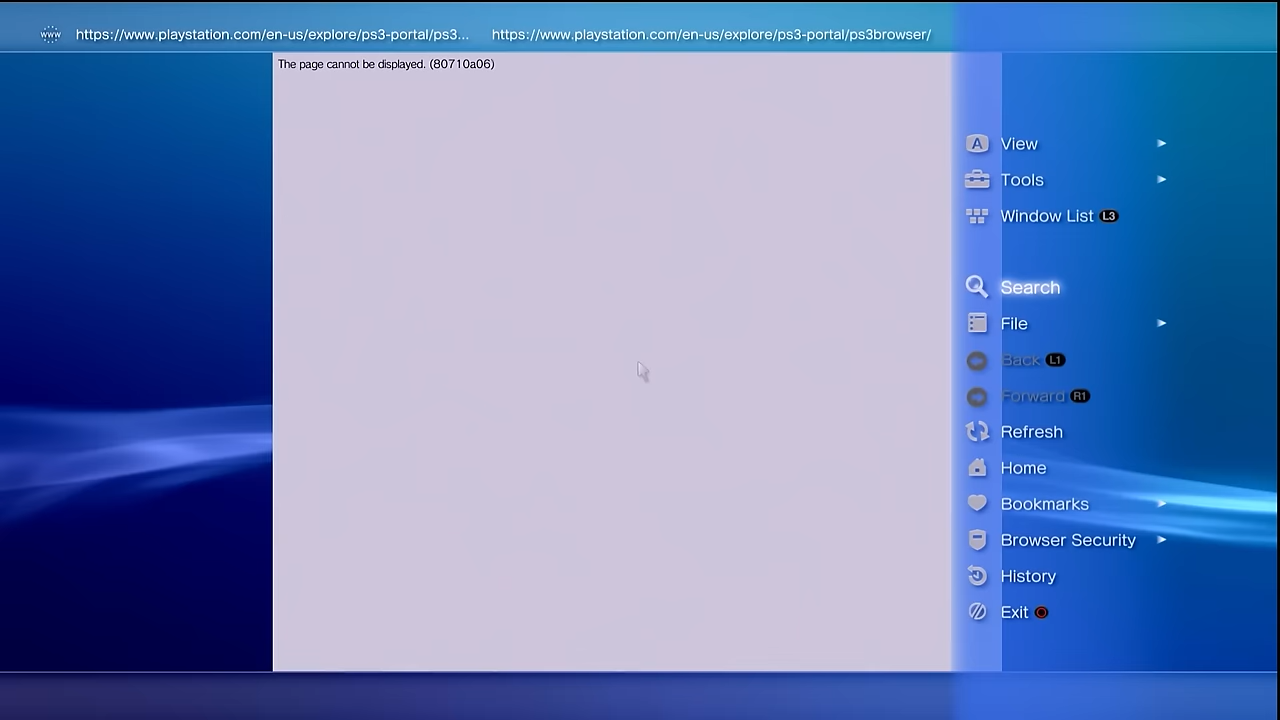 www https://www.playstation.com/en-us/explore/ps3-portal/ps3... https://www.playstation.com/en-us/explore/ps3-portal/ps3browser/
The page cannot be displayed. (80710a06)
A View
Tools
Window List L3
Search
File
Back L1
Forward R1
Refresh
Home
Bookmarks
Browser Security
History
Exit